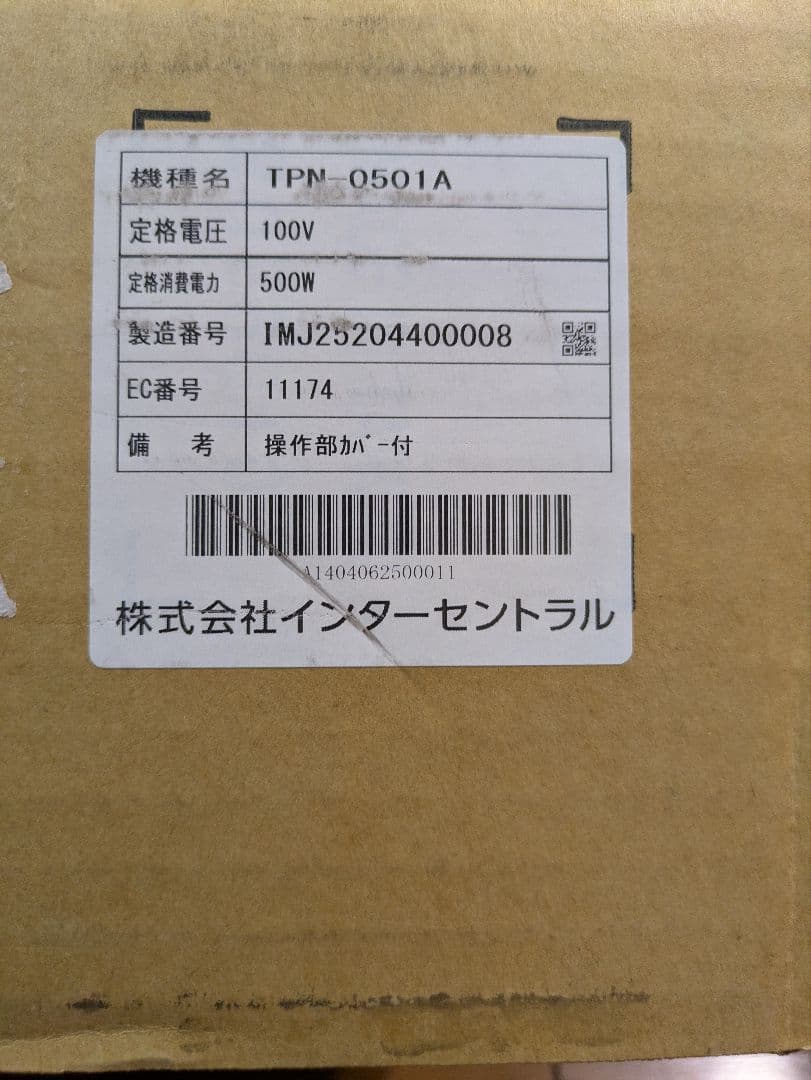 機種名 TPN-0501A
定格電圧 100V
定格消費電力 500W
製造番号 IMJ25204400008
EC番号 11174
備 考 操作部ｶﾊﾞｰ付
A1404062500011
株式会社インターセントラル